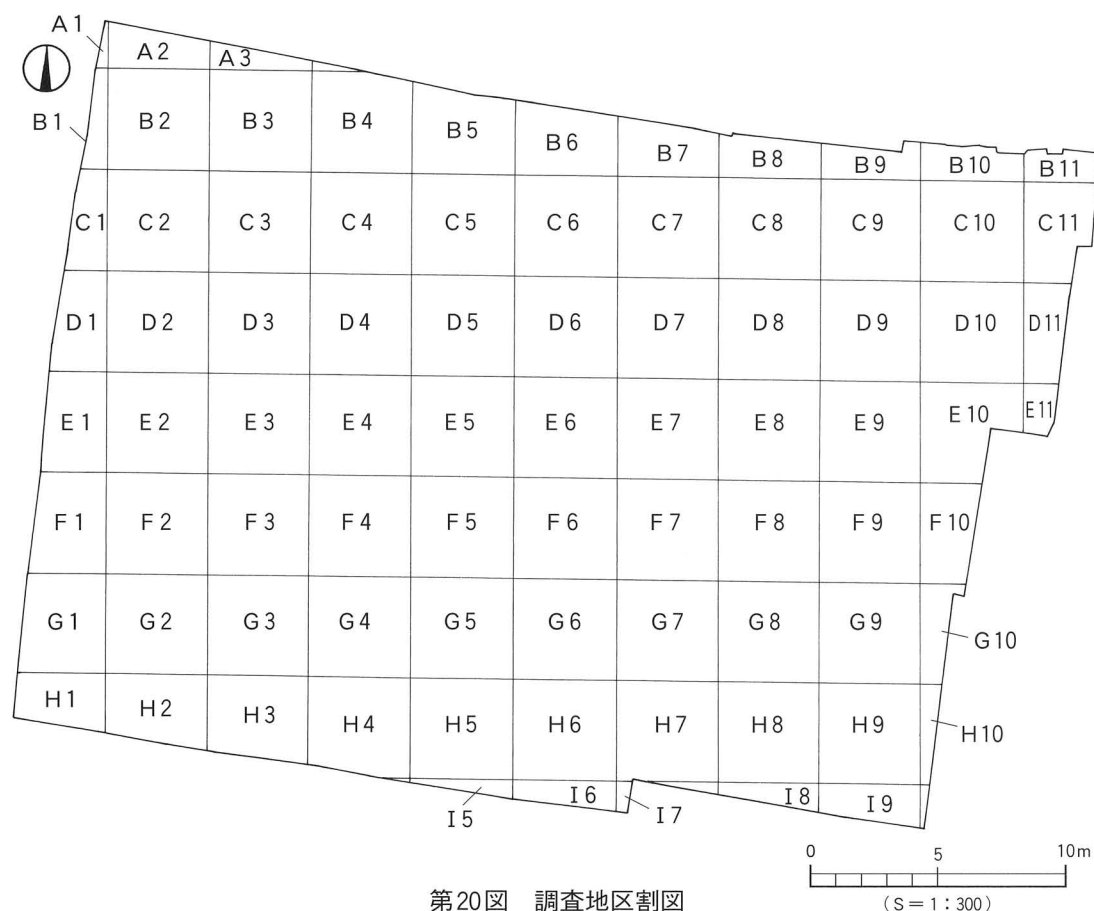 A1
A2 A3
B1 B2 B3 B4 B5 B6 B7 B8 B9 B10 B11
C1 C2 C3 C4 C5 C6 C7 C8 C9 C10 C11
D1 D2 D3 D4 D5 D6 D7 D8 D9 D10 D11
E1 E2 E3 E4 E5 E6 E7 E8 E9 E10 E11
F1 F2 F3 F4 F5 F6 F7 F8 F9 F10
G1 G2 G3 G4 G5 G6 G7 G8 G9 G10
H1 H2 H3 H4 H5 H6 H7 H8 H9 H10
I5 I6 I7 I8 I9
0 5 10m
(S=1:300)
第20図 調査地区割図